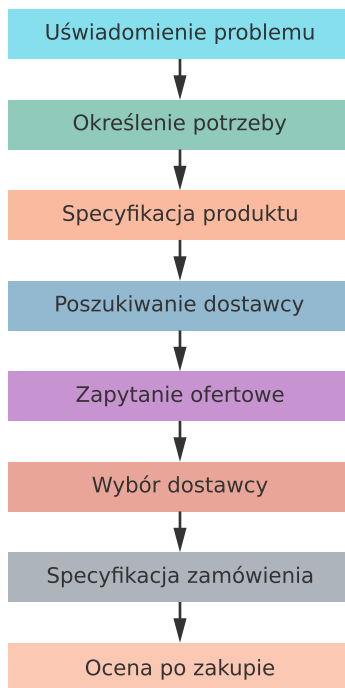 Uświadomienie problemu
Określenie potrzeby
Specyfikacja produktu
Poszukiwanie dostawcy
Zapytanie ofertowe
Wybór dostawcy
Specyfikacja zamówienia
Ocena po zakupie